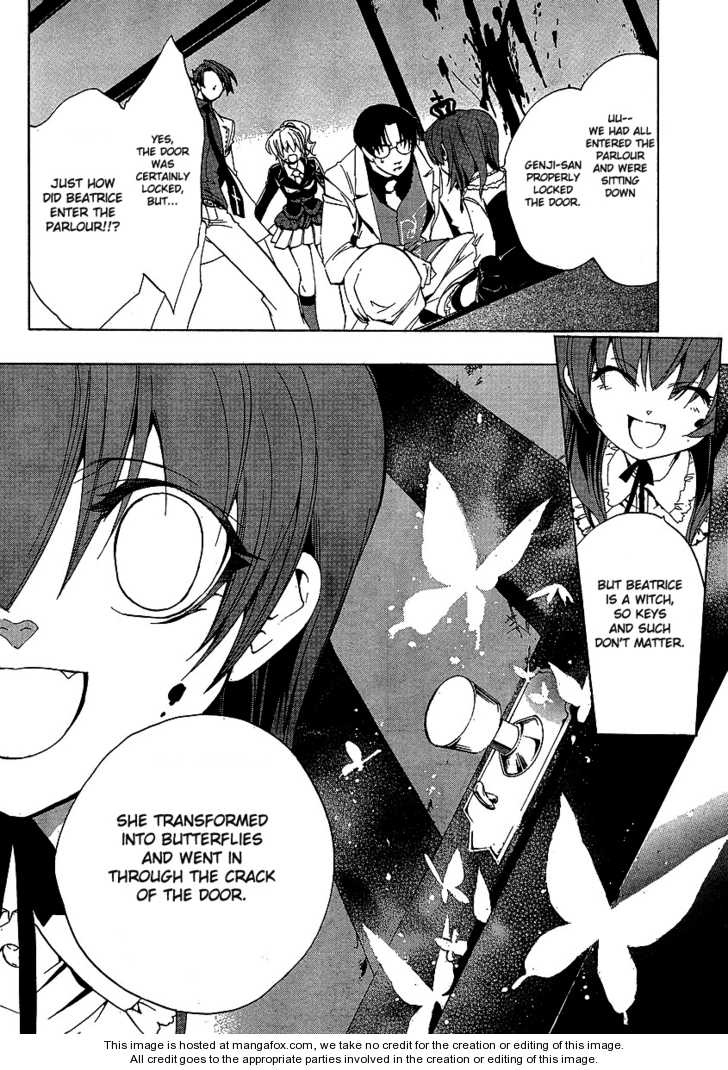 UU--
WE HAD ALL
ENTERED THE
PARLOUR
AND WERE
SITTING
DOWN
GENJI-SAN
PROPERLY
LOCKED
THE DOOR.
YES,
THE DOOR
WAS
CERTAINLY
LOCKED,
BUT...
JUST HOW
DID BEATRICE
ENTER THE
PARLOUR!!?
BUT BEATRICE
IS A WITCH,
SO KEYS
AND SUCH
DON'T MATTER.
SHE TRANSFORMED
INTO BUTTERFLIES
AND WENT IN
THROUGH THE CRACK
OF THE DOOR.
This image is hosted at mangafox.com, we take no credit for the creation or editing of this image.
All credit goes to the appropriate parties involved in the creation or editing of this image.